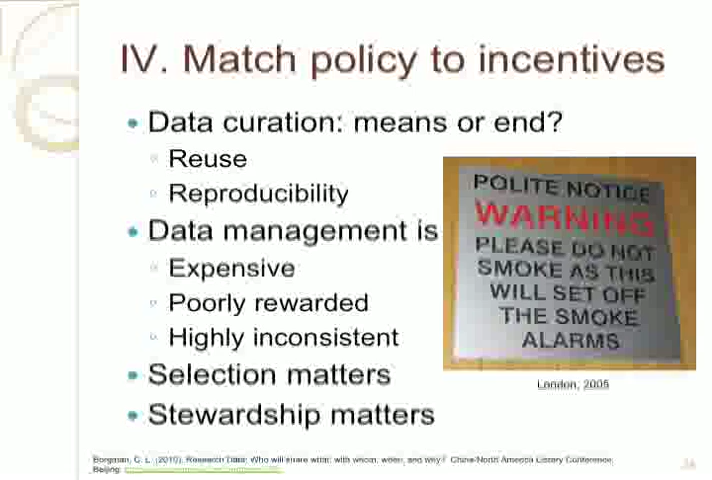 IV. Match policy to incentives
Data curation: means or end?
Reuse
Reproducibility
Data management is
Expensive
Poorly rewarded
Highly inconsistent
Selection matters
Stewardship matters
POLITE NOTICE
WARNING
PLEASE DO NOT
SMOKE AS THIS
WILL SET OFF
THE SMOKE
ALARMS
London, 2005
Borgman, C. L. (2010). Research Data: Who will share what, with whom, when, and why? China-North America Library Conference,
Beijing.